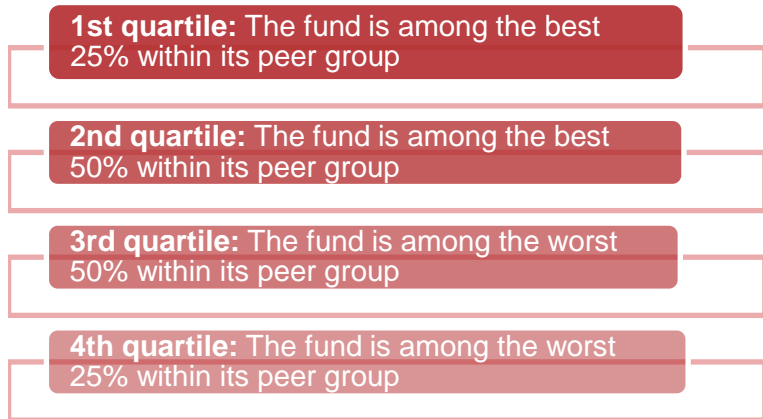 1st quartile: The fund is among the best
25% within its peer group
2nd quartile: The fund is among the best
50% within its peer group
3rd quartile: The fund is among the worst
50% within its peer group
4th quartile: The fund is among the worst
25% within its peer group